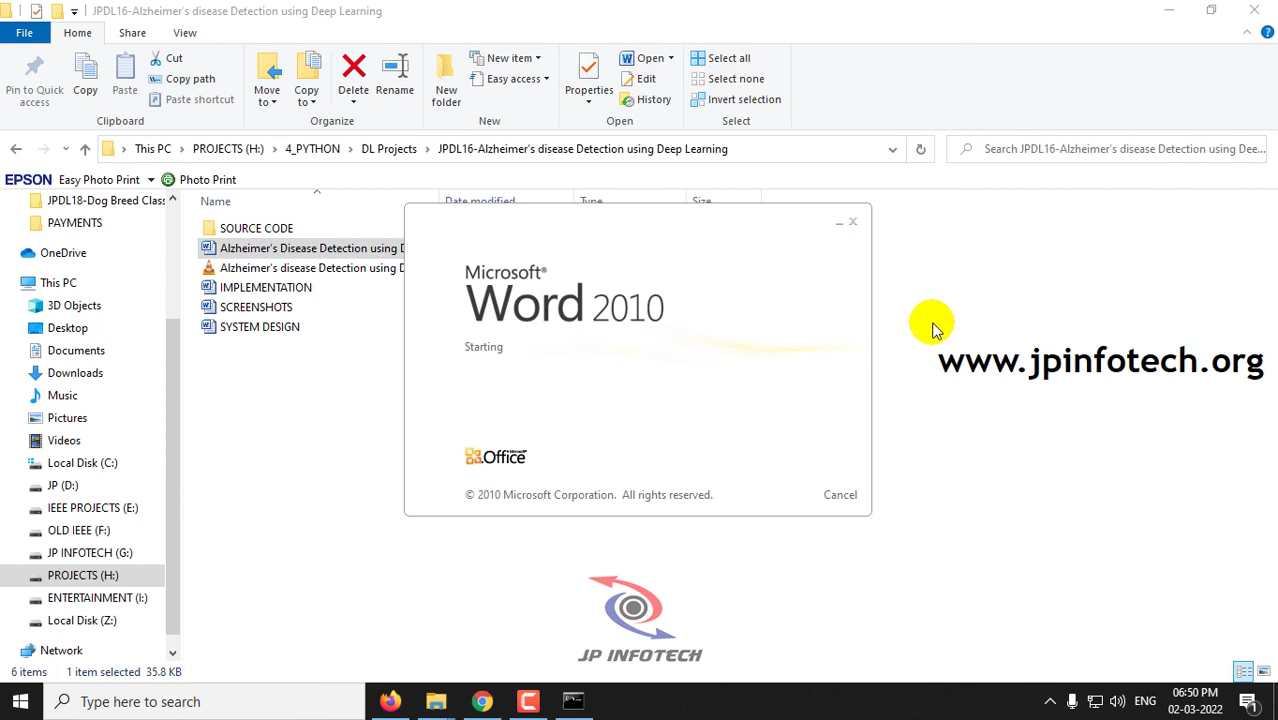 JPDL16-Alzheimer's disease Detection using Deep Learning
File Home Share View
Pin to Quick access
Copy
Paste
Cut
Copy path
Paste shortcut
Clipboard
Move to
Copy to
Delete
Rename
Organize
New folder
New item
Easy access
New
Properties
Open
Edit
History
Open
Select all
Select none
Invert selection
Select
This PC > PROJECTS (H:) > 4_PYTHON > DL Projects > JPDL16-Alzheimer's disease Detection using Deep Learning
Search JPDL16-Alzheimer's disease Detection using Dee...
EPSON Easy Photo Print Photo Print
JPDL18-Dog Breed Class
PAYMENTS
OneDrive
This PC
3D Objects
Desktop
Documents
Downloads
Music
Pictures
Videos
Local Disk (C:)
JP (D:)
IEEE PROJECTS (E:)
OLD IEEE (F:)
JP INFOTECH (G:)
PROJECTS (H:)
ENTERTAINMENT (I:)
Local Disk (Z:)
Network
Name Date modified Type Size
SOURCE CODE
Alzheimer's Disease Detection using D
Alzheimer's disease Detection using D
IMPLEMENTATION
SCREENSHOTS
SYSTEM DESIGN
Microsoft®
Word 2010
Starting
Microsoft Office
© 2010 Microsoft Corporation. All rights reserved.
Cancel
www.jpinfotech.org
JP INFOTECH
6 items 1 item selected 35.8 KB
Type here to search
ENG
06:50 PM
02-03-2022
1